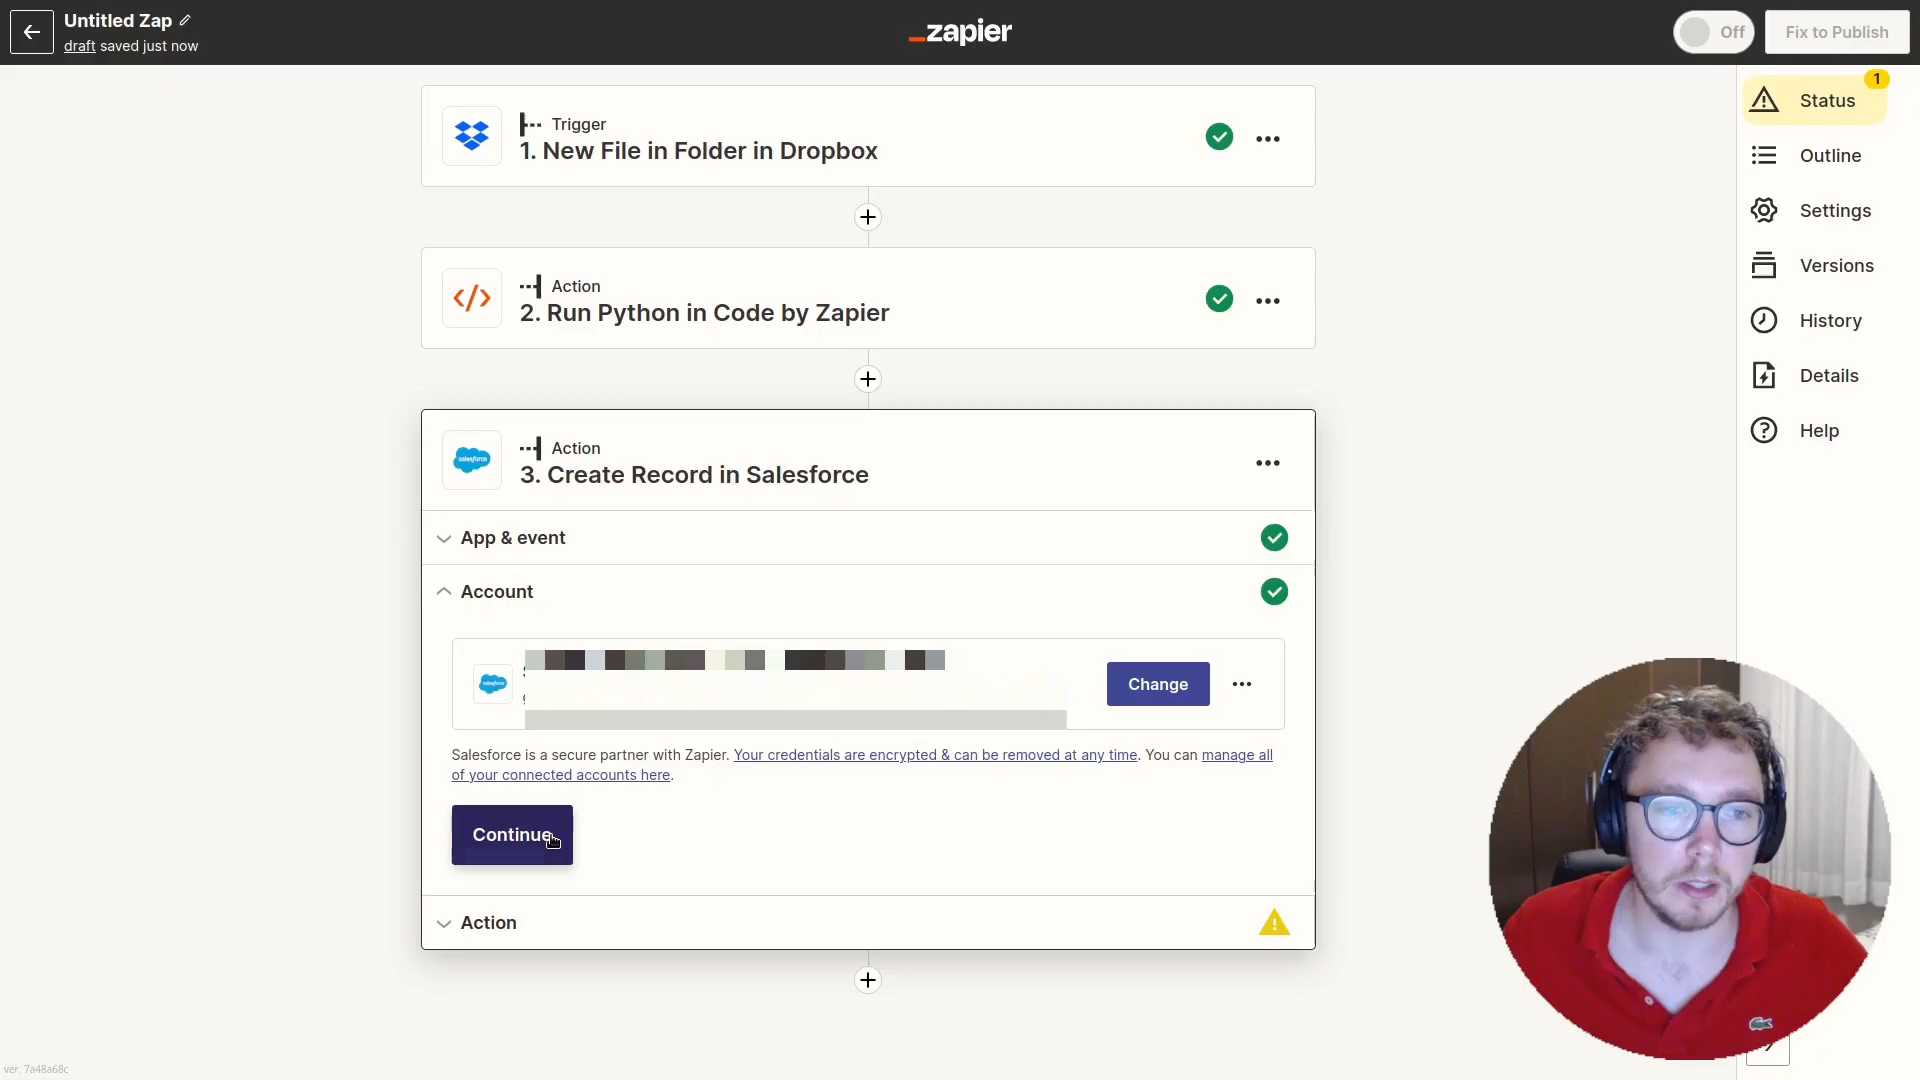 Untitled Zap
draft saved just now
zapier
Off
Fix to Publish
1
Status
Outline
Settings
Versions
History
Details
Help
Trigger
1. New File in Folder in Dropbox
Action
2. Run Python in Code by Zapier
salesforce
Action
3. Create Record in Salesforce
App & event
Account
salesforce
Change
Salesforce is a secure partner with Zapier. Your credentials are encrypted & can be removed at any time. You can manage all
of your connected accounts here.
Continue
Action
ver. 7a48a68c